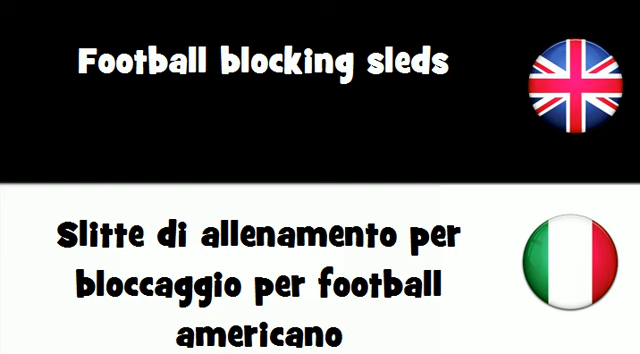 Football blocking sleds
Slitte di allenamento per
bloccaggio per football
americano